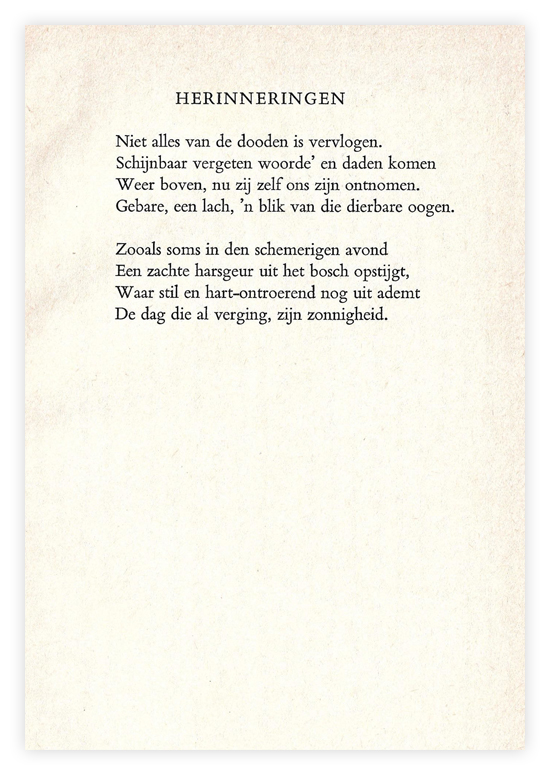 HERINNERINGEN
Niet alles van de dooden is vervlogen.
Schijnbaar vergeten woorde’ en daden komen
Weer boven, nu zij zelf ons zijn ontnomen.
Gebare, een lach, ’n blik van die dierbare oogen.
Zooals soms in den schemerigen avond
Een zachte harsgeur uit het bosch opstijgt,
Waar stil en hart-ontroerend nog uit ademt
De dag die al verging, zijn zonnigheid.